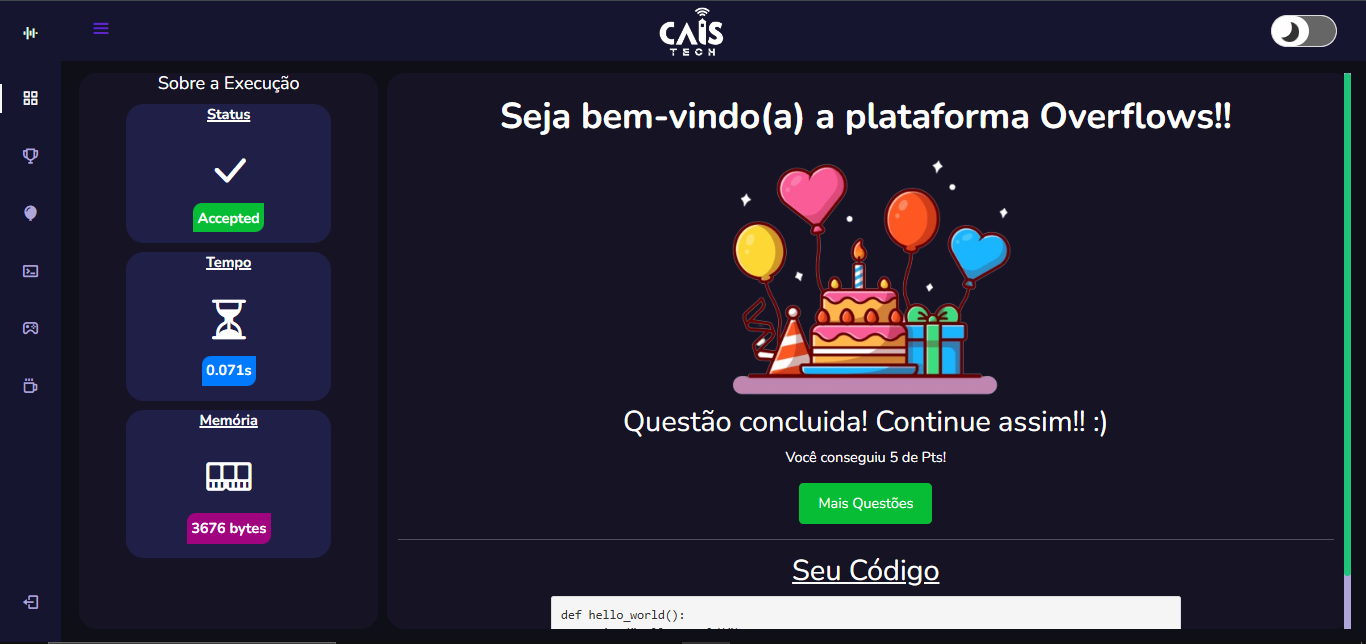 CAIS
TECH
Sobre a Execução
Status
Accepted
Tempo
0.071s
Memória
3676 bytes
Seja bem-vindo(a) a plataforma Overflows!!
Questão concluida! Continue assim!! :)
Você conseguiu 5 de Pts!
Mais Questões
Seu Código
def hello_world():